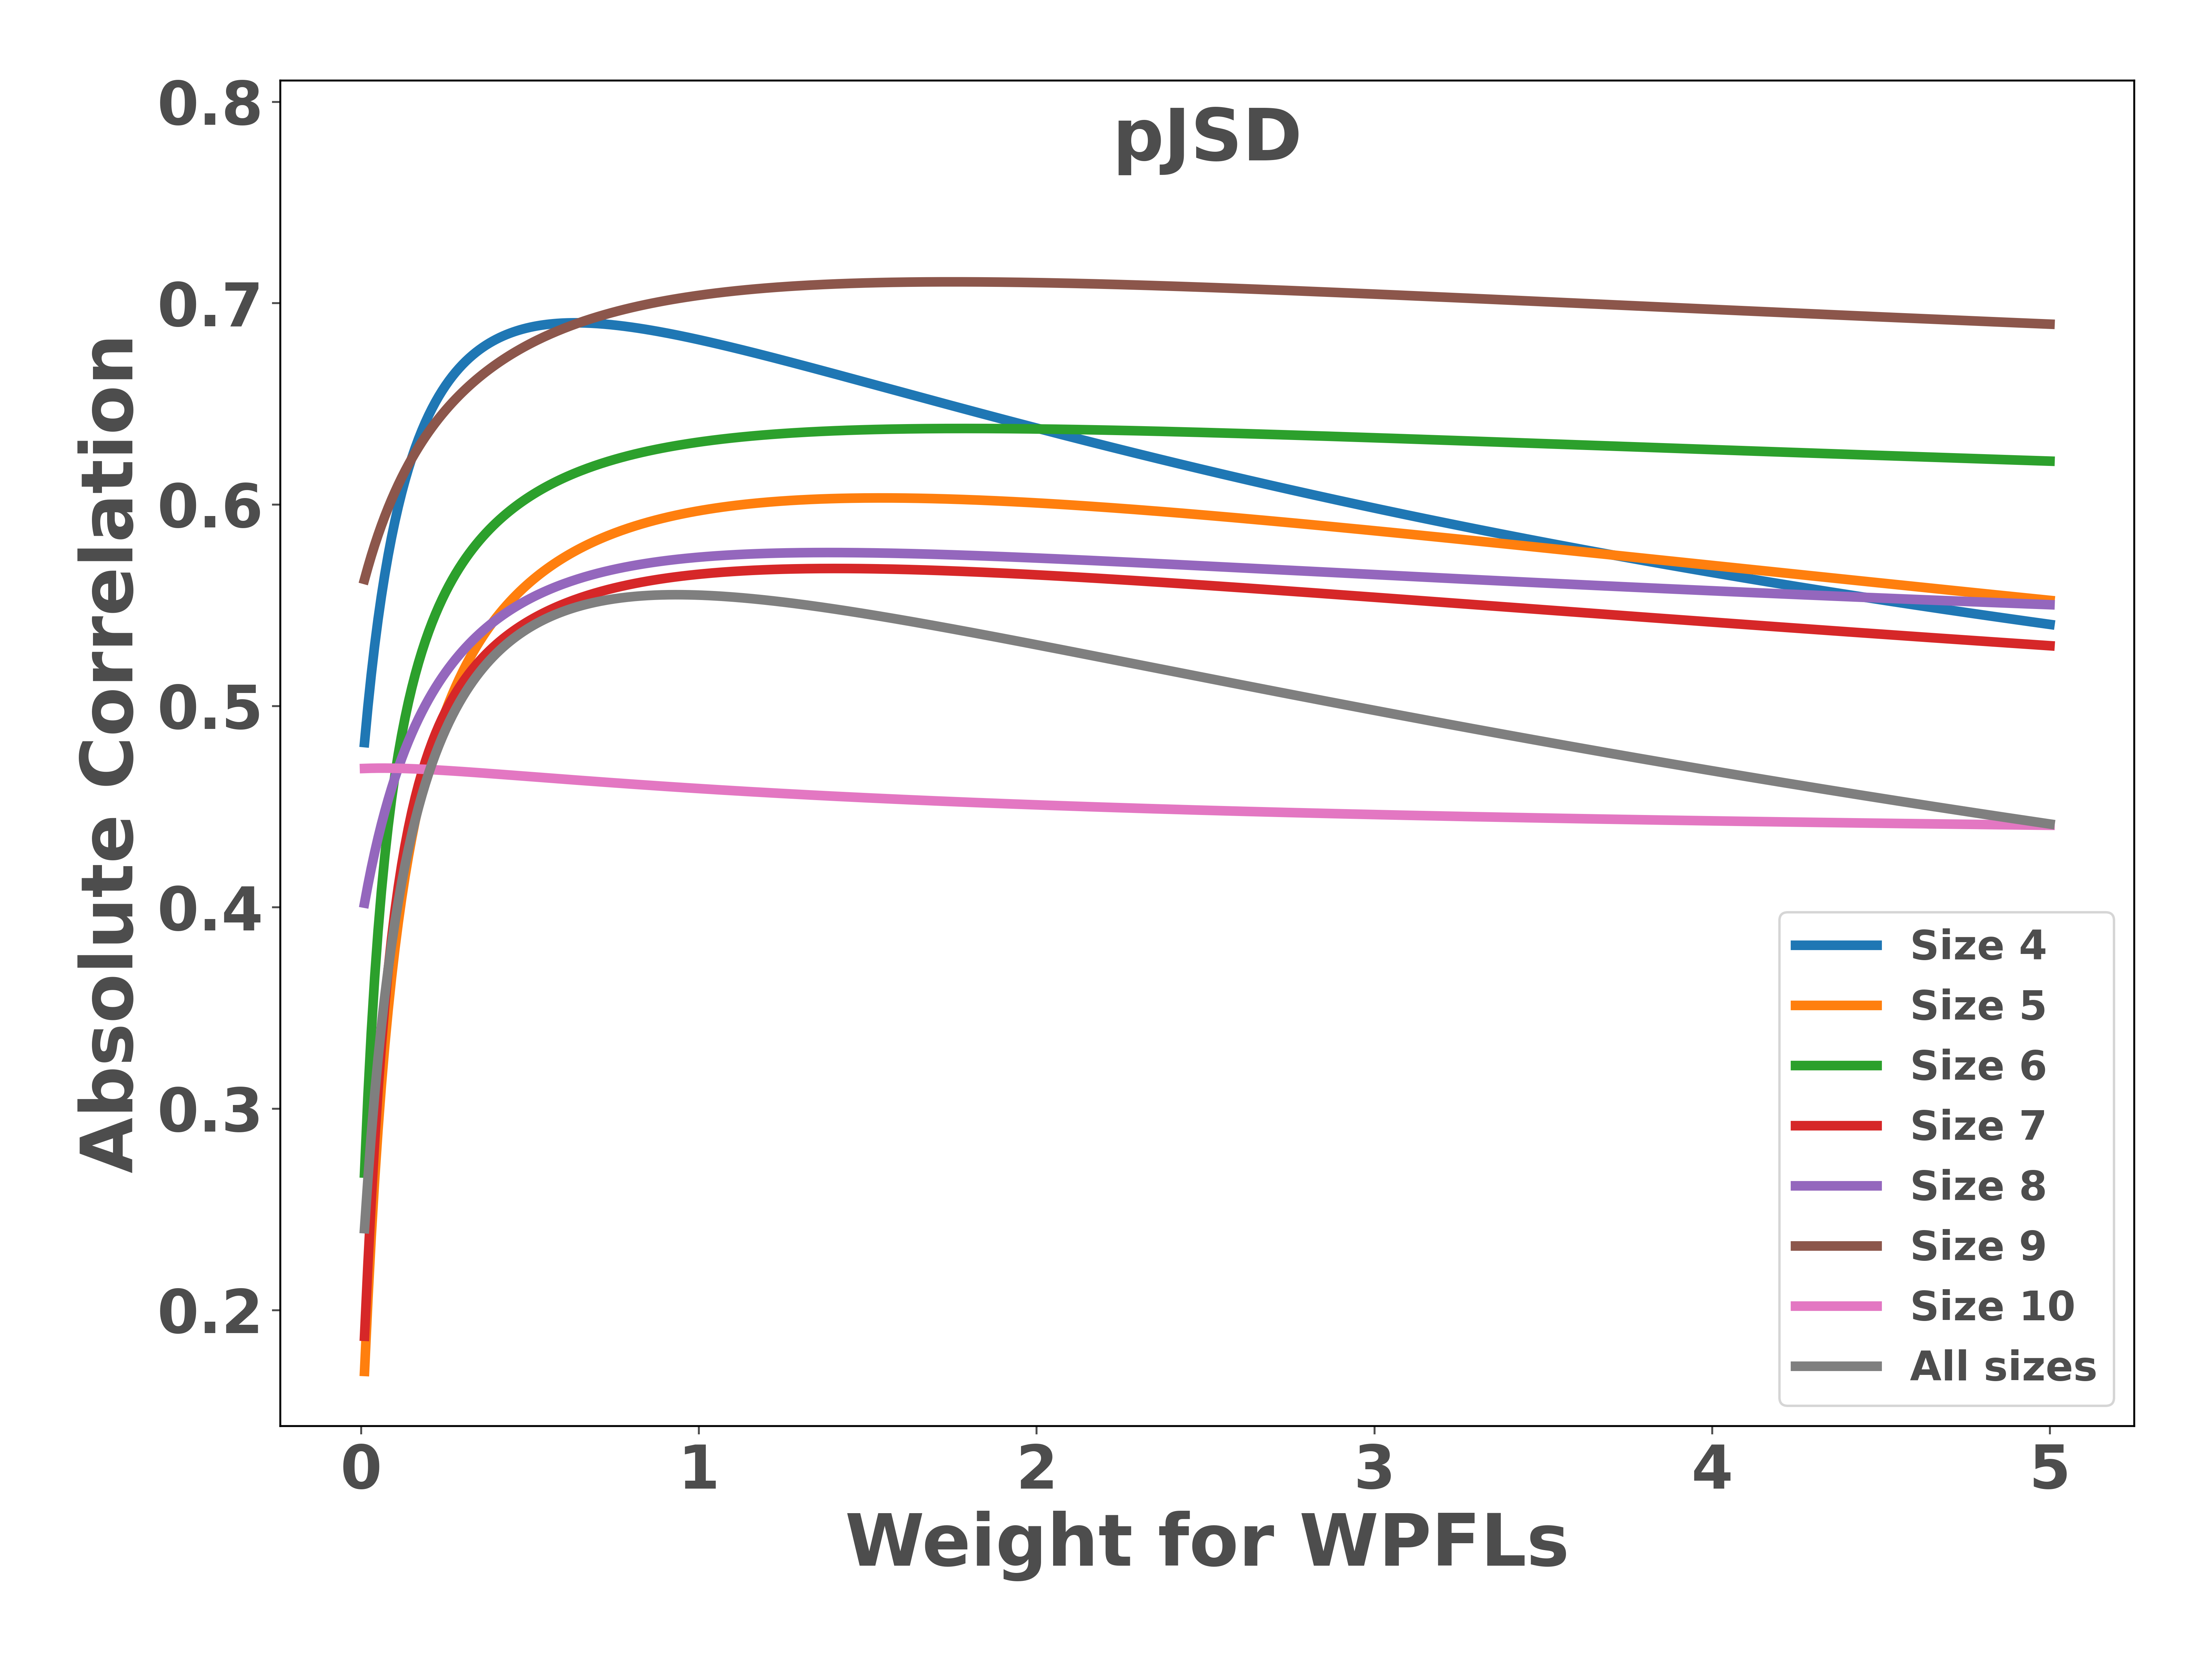 pJSD
Absolute Correlation
0.8
0.7
0.6
0.5
0.4
0.3
0.2
0 1 2 3 4 5
Weight for WPFLs
Size 4
Size 5
Size 6
Size 7
Size 8
Size 9
Size 10
All sizes